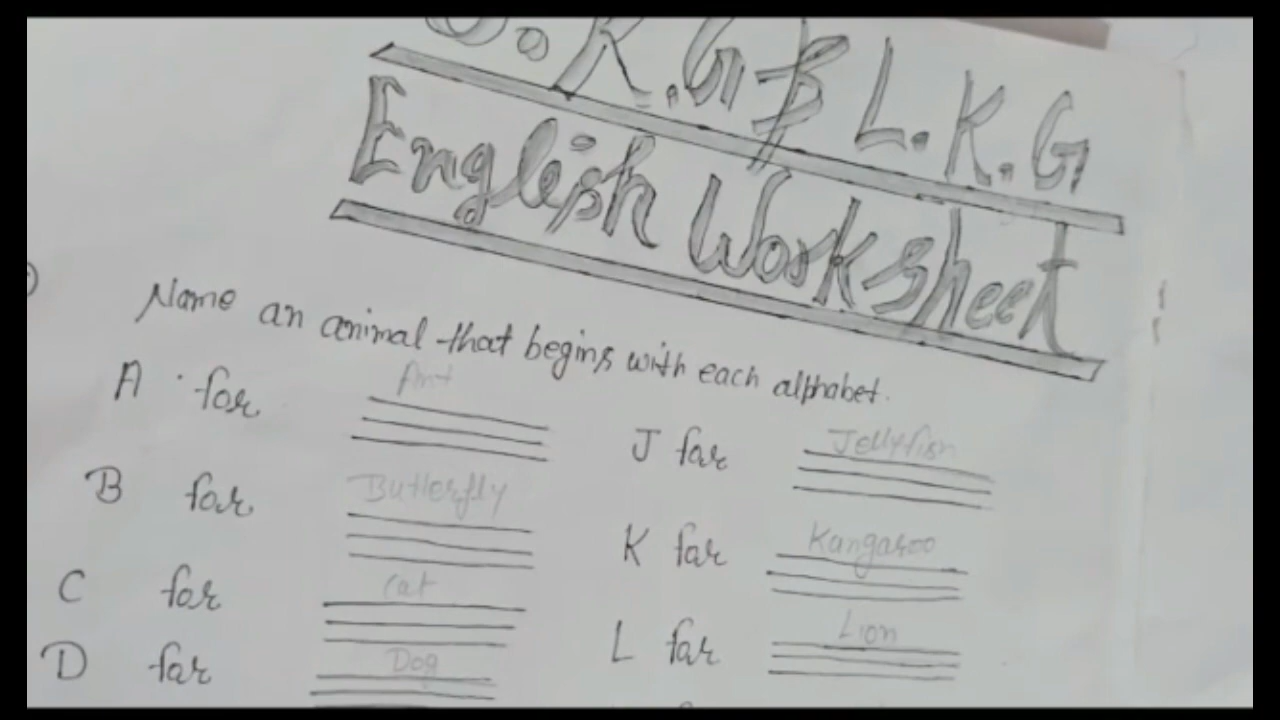 U.K.G & L.K.G
English Worksheet
Name an animal that begins with each alphabet.
A for Ant
B for Butterfly
C for Cat
D for Dog
J for Jellyfish
K for Kangaroo
L for Lion